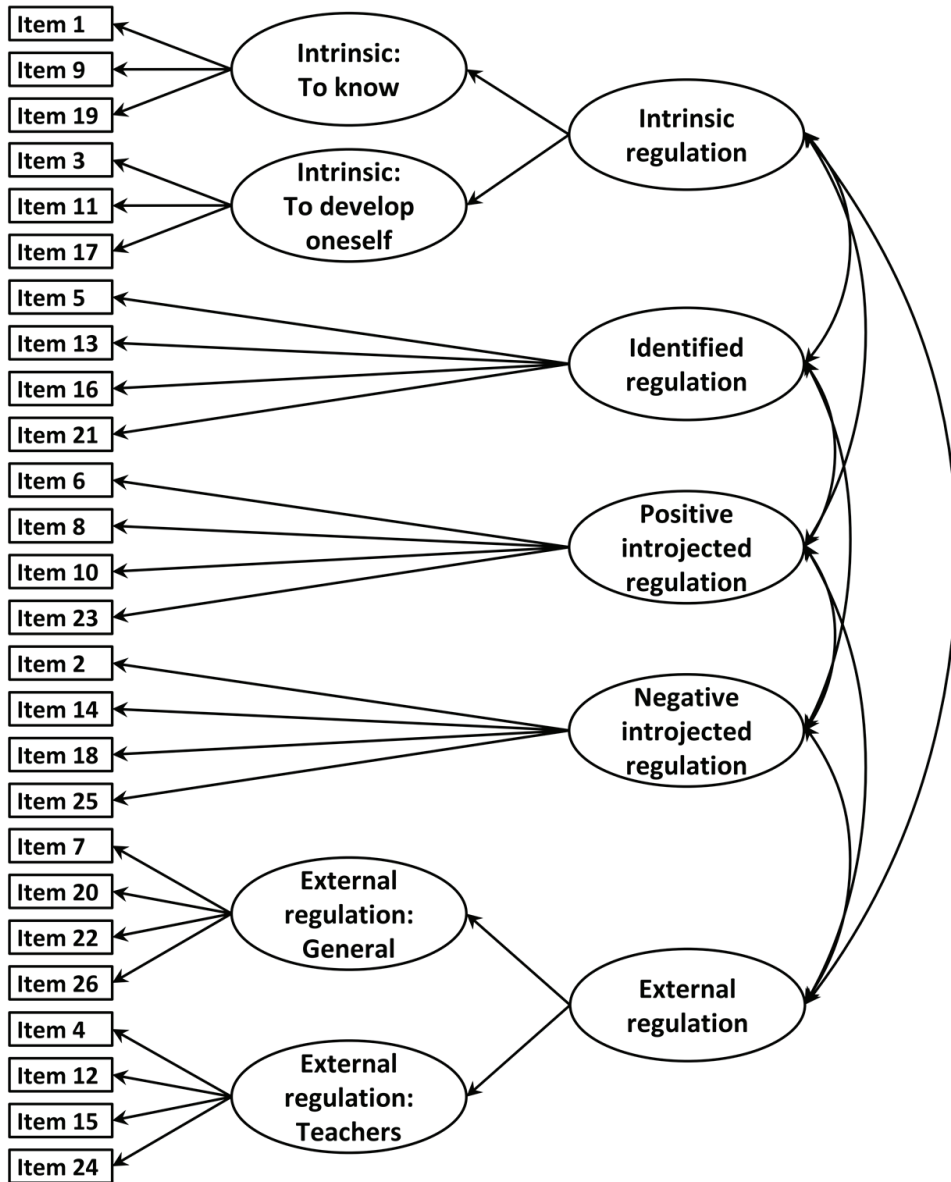 Item 1
Item 9
Item 19
Item 3
Item 11
Item 17
Item 5
Item 13
Item 16
Item 21
Item 6
Item 8
Item 10
Item 23
Item 2
Item 14
Item 18
Item 25
Item 7
Item 20
Item 22
Item 26
Item 4
Item 12
Item 15
Item 24
Intrinsic:
To know
Intrinsic:
To develop
oneself
External
regulation:
General
External
regulation:
Teachers
Intrinsic
regulation
Identified
regulation
Positive
introjected
regulation
Negative
introjected
regulation
External
regulation